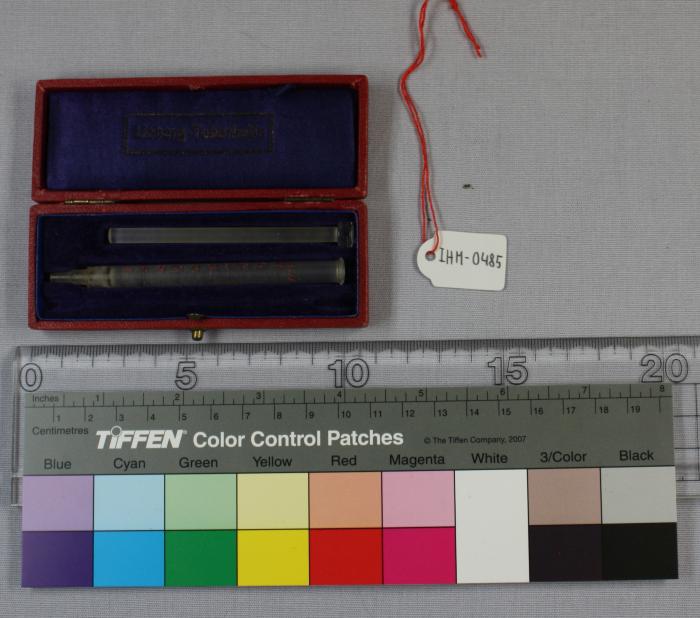 IHM-0485
0 5 10 15 20
Inches 1 2 3 4 5 6 7 8
1 2 3 4 5 6 7 8 9 10 11 12 13 14 15 16 17 18 19
Centimetres
TIFFEN® Color Control Patches © The Tiffen Company, 2007
Blue Cyan Green Yellow Red Magenta White 3/Color Black